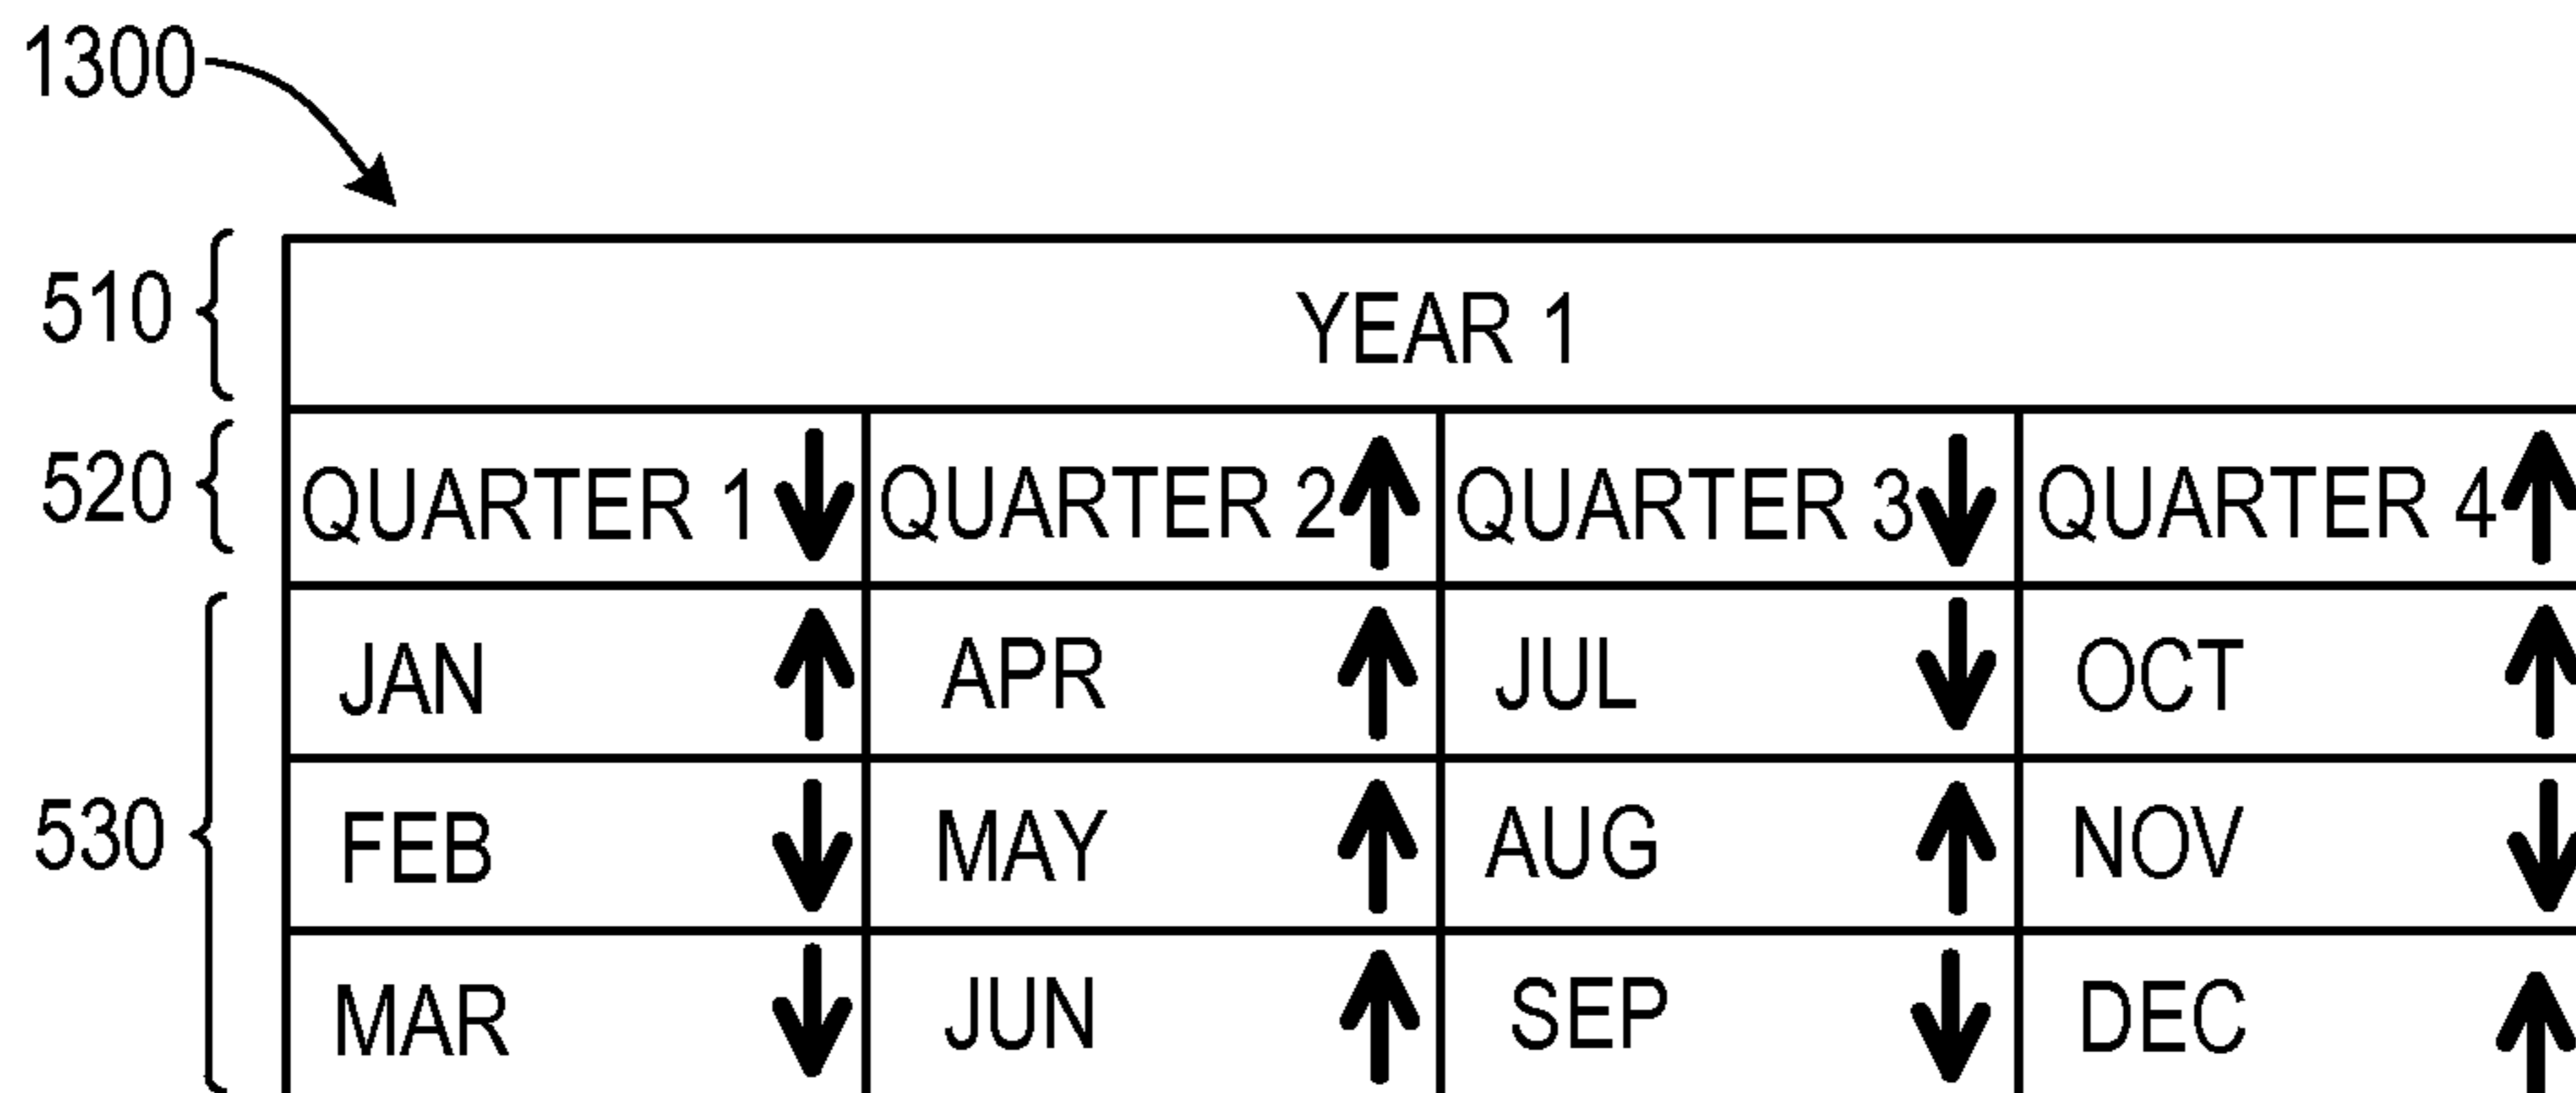 1300
510 YEAR 1
520 QUARTER 1 QUARTER 2 QUARTER 3 QUARTER 4
JAN APR JUL OCT
530 FEB MAY AUG NOV
MAR JUN SEP DEC